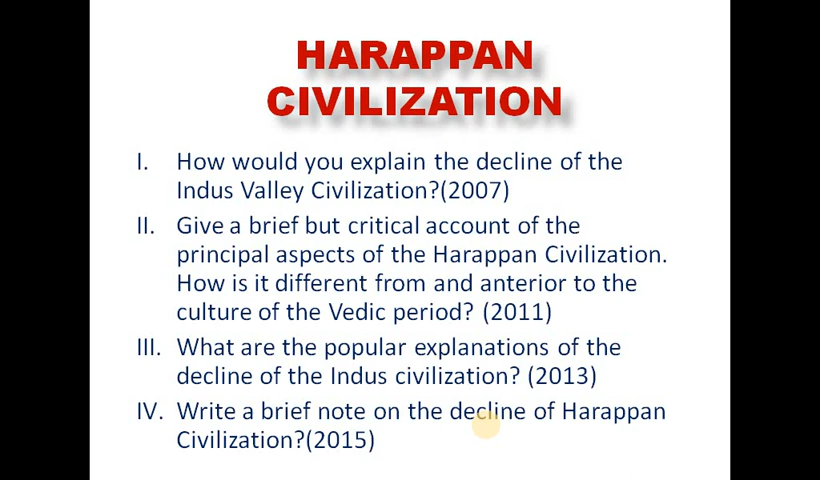 HARAPPAN
CIVILIZATION
I. How would you explain the decline of the
Indus Valley Civilization?(2007)
II. Give a brief but critical account of the
principal aspects of the Harappan Civilization.
How is it different from and anterior to the
culture of the Vedic period? (2011)
III. What are the popular explanations of the
decline of the Indus civilization? (2013)
IV. Write a brief note on the decline of Harappan
Civilization?(2015)